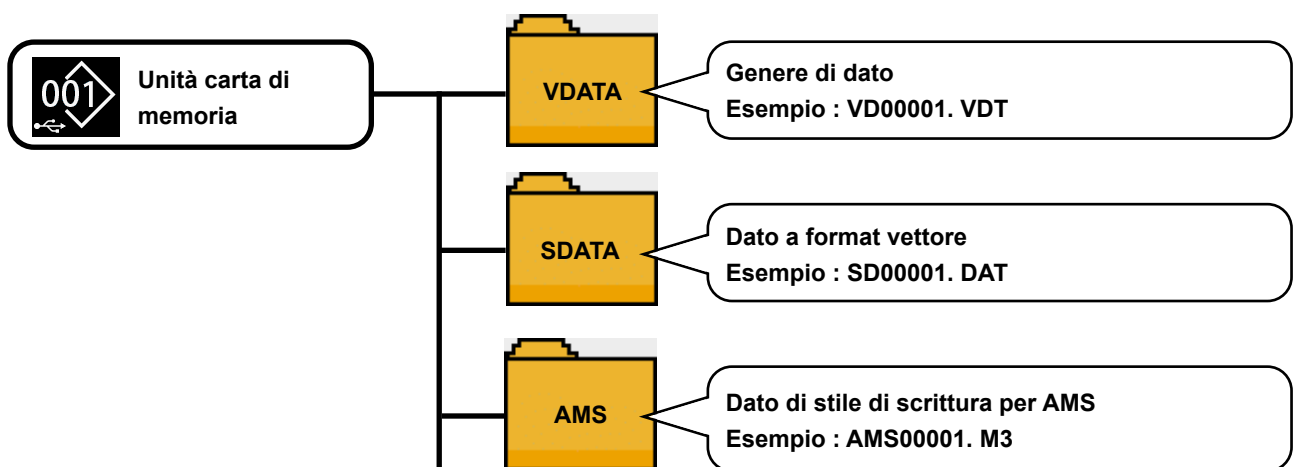 001
Unità carta di
memoria
VDATA
Genere di dato
Esempio : VD00001. VDT
SDATA
Dato a format vettore
Esempio : SD00001. DAT
AMS
Dato di stile di scrittura per AMS
Esempio : AMS00001. M3